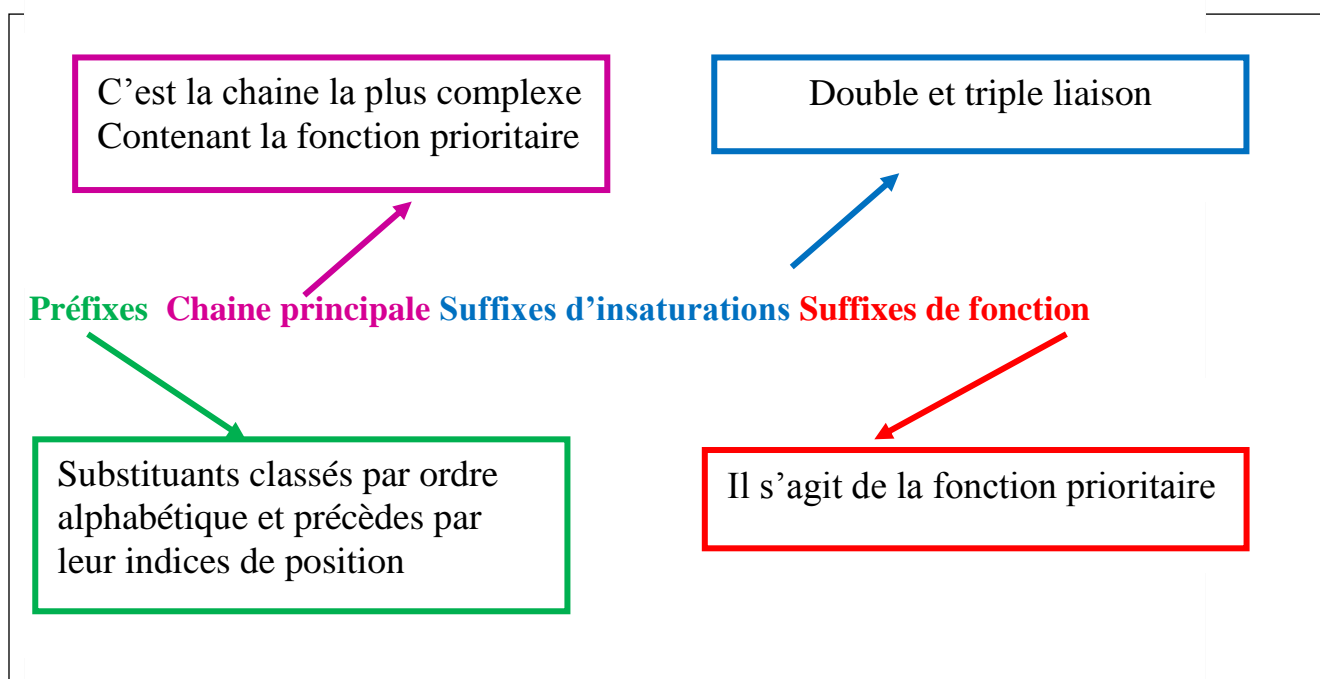 C’est la chaine la plus complexe
Contenant la fonction prioritaire
Double et triple liaison
Préfixes Chaine principale Suffixes d’insaturations Suffixes de fonction
Substituants classés par ordre
alphabétique et précèdes par
leur indices de position
Il s’agit de la fonction prioritaire